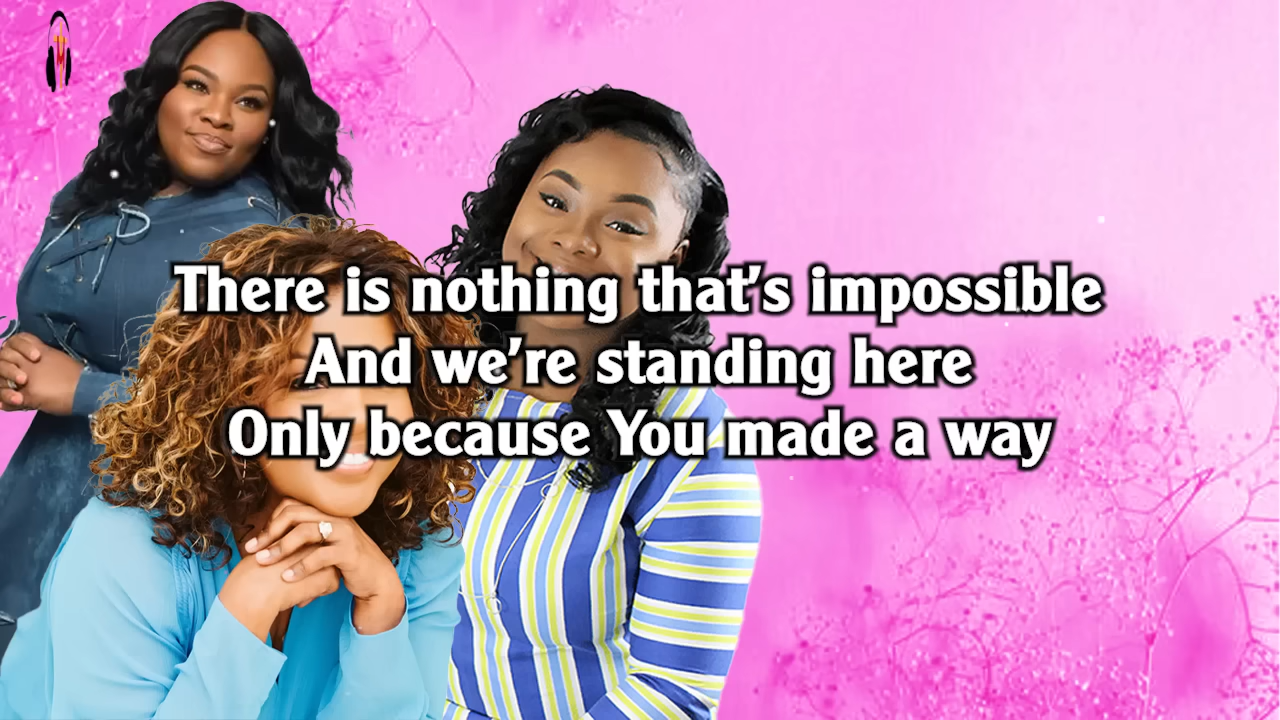 There is nothing that's impossible
And we're standing here
Only because You made a way